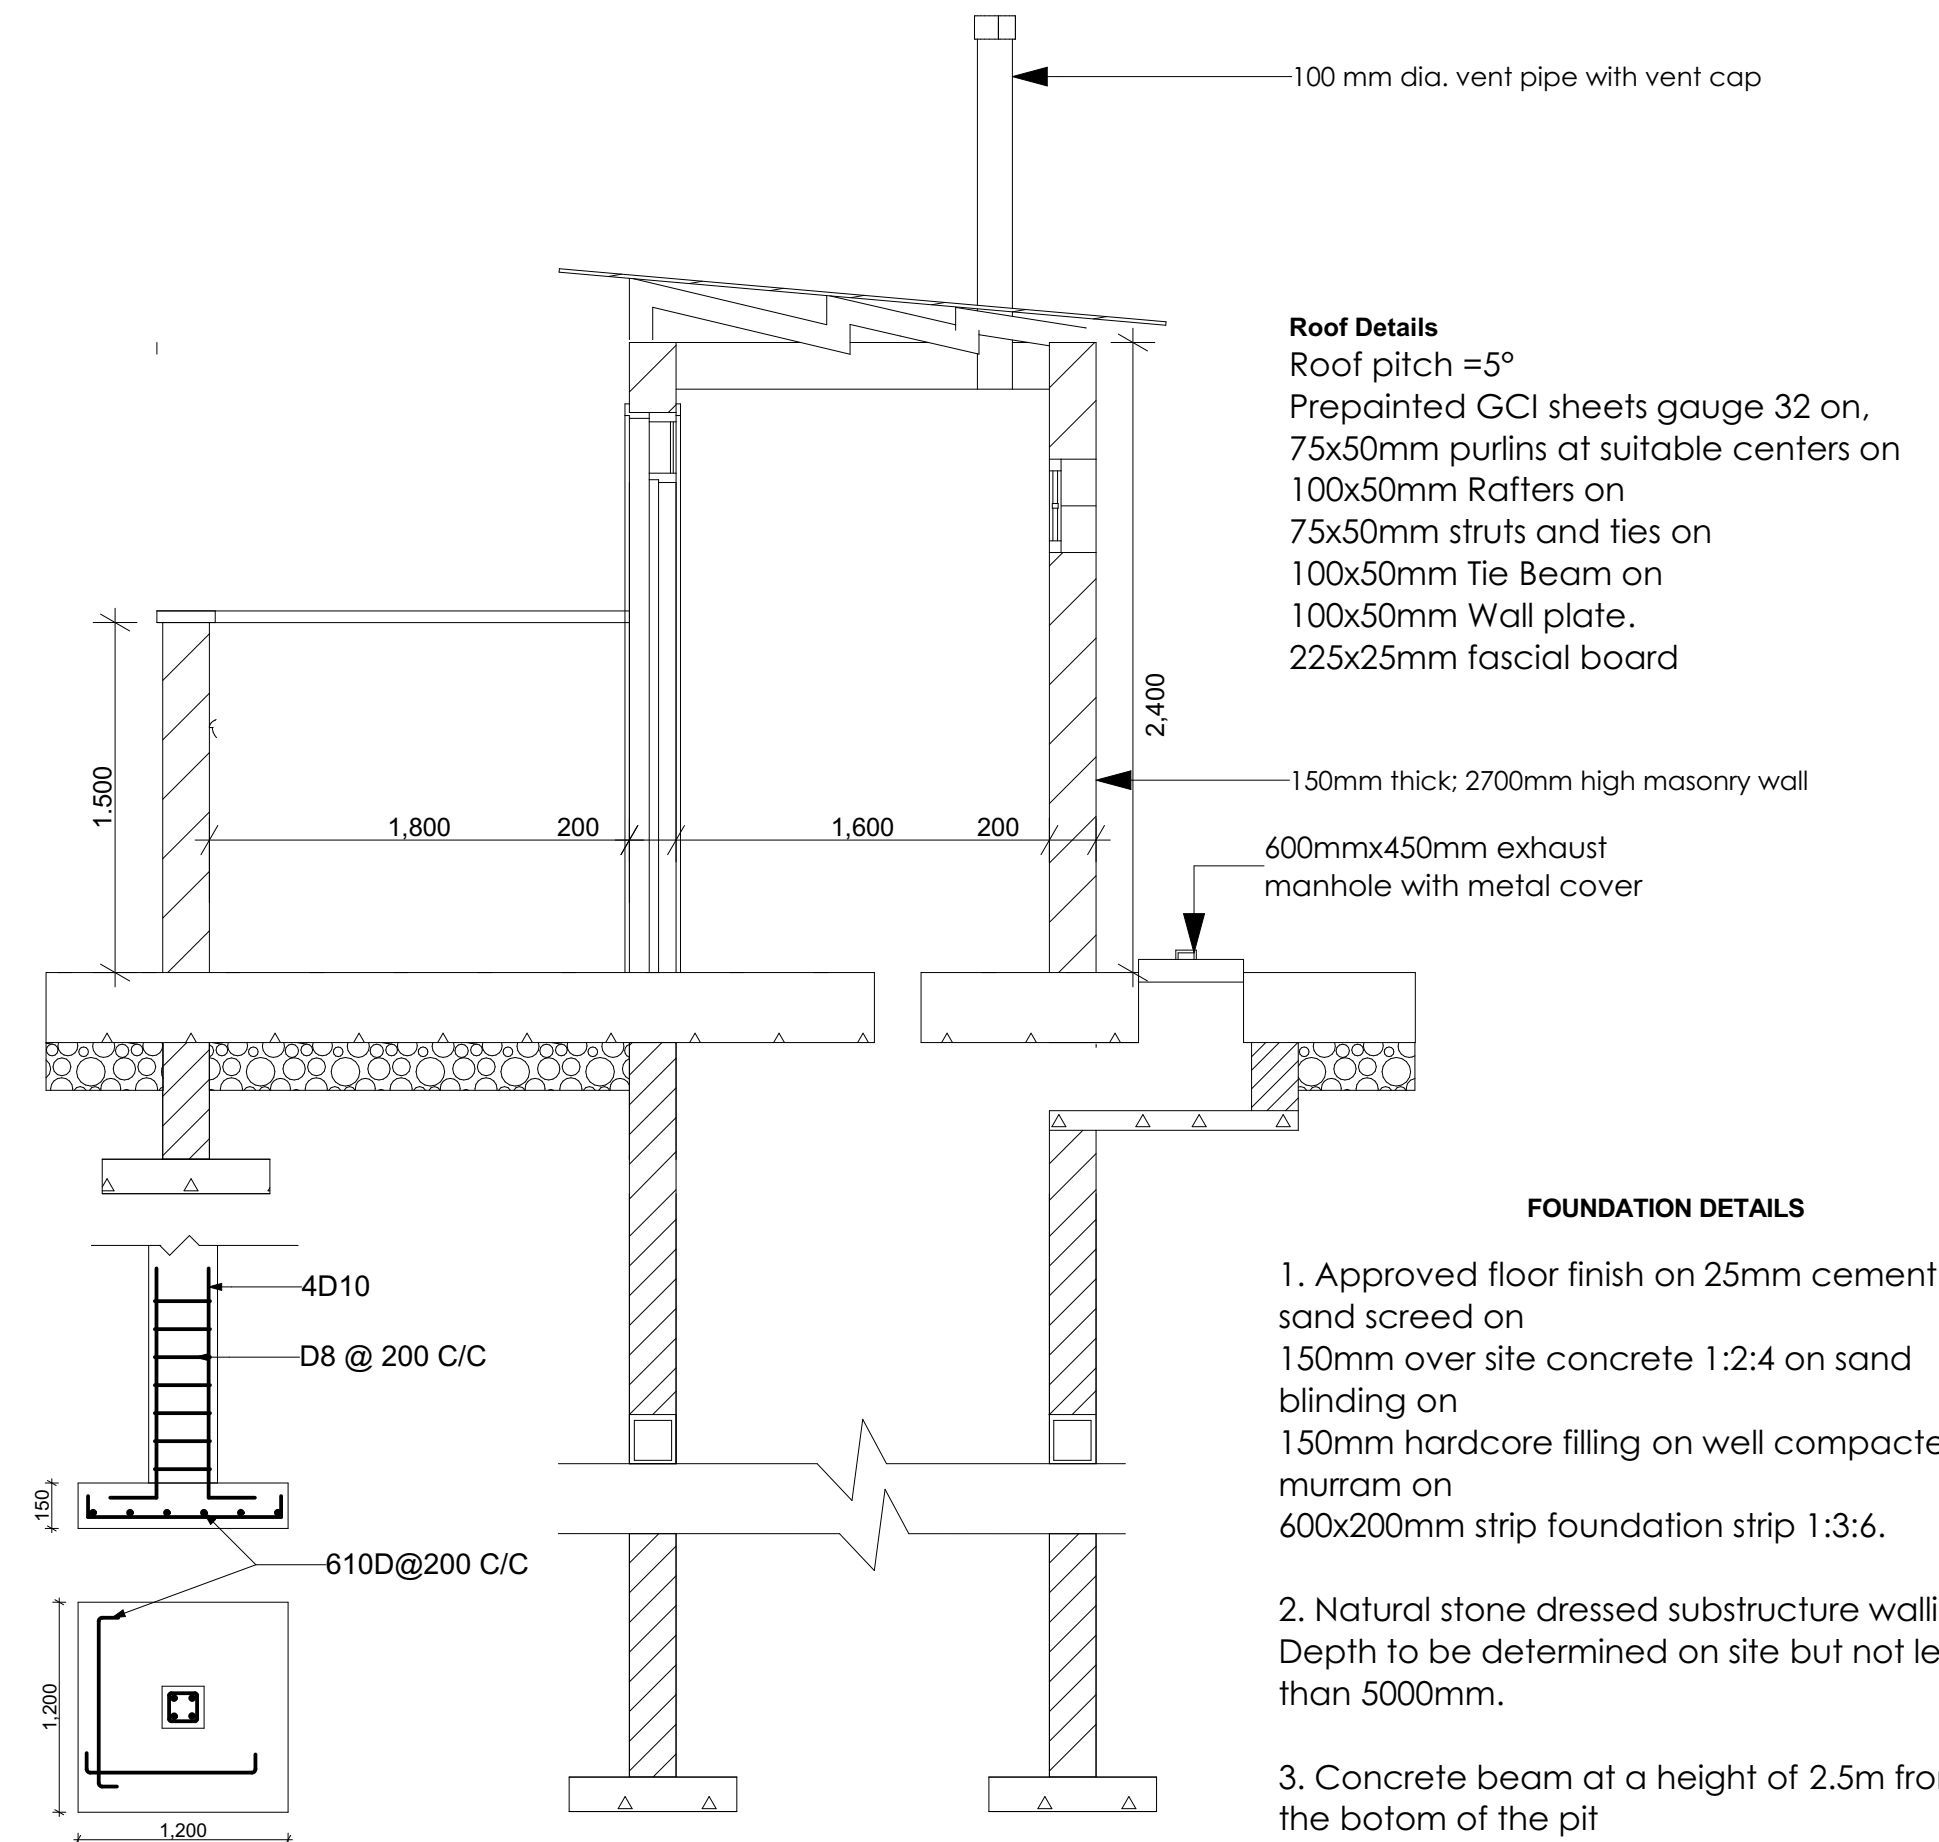 100 mm dia. vent pipe with vent cap
Roof Details
Roof pitch =5°
Prepainted GCI sheets gauge 32 on,
75x50mm purlins at suitable centers on
100x50mm Rafters on
75x50mm struts and ties on
100x50mm Tie Beam on
100x50mm Wall plate.
225x25mm fascial board
2,400
150mm thick; 2700mm high masonry wall
1.500
1,800
200
1,600
200
600mmx450mm exhaust
manhole with metal cover
FOUNDATION DETAILS
1. Approved floor finish on 25mm cement
sand screed on
150mm over site concrete 1:2:4 on sand
blinding on
150mm hardcore filling on well compacte
murram on
600x200mm strip foundation strip 1:3:6.
2. Natural stone dressed substructure walli
Depth to be determined on site but not le
than 5000mm.
3. Concrete beam at a height of 2.5m fro
the botom of the pit
4D10
D8 @ 200 C/C
150
610D@200 C/C
1,200
1,200